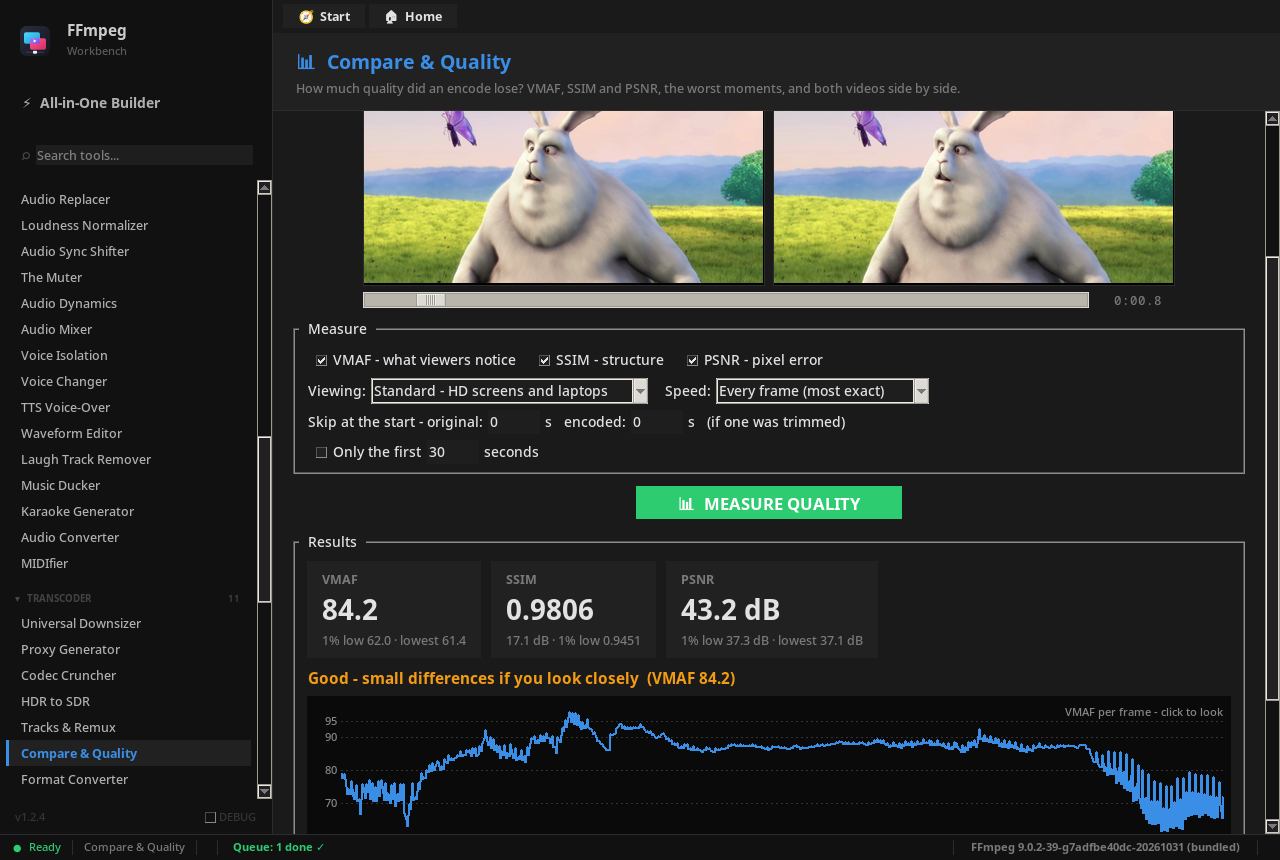 FFmpeg
Workbench
⚡ All-in-One Builder
Search tools...
Audio Replacer
Loudness Normalizer
Audio Sync Shifter
The Muter
Audio Dynamics
Audio Mixer
Voice Isolation
Voice Changer
TTS Voice-Over
Waveform Editor
Laugh Track Remover
Music Ducker
Karaoke Generator
Audio Converter
MIDIfier
▾ TRANSCODER 11
Universal Downsizer
Proxy Generator
Codec Cruncher
HDR to SDR
Tracks & Remux
Compare & Quality
Format Converter
v1.2.4 DEBUG
Start Home
Compare & Quality
How much quality did an encode lose? VMAF, SSIM and PSNR, the worst moments, and both videos side by side.
0:00.8
Measure
VMAF - what viewers notice SSIM - structure PSNR - pixel error
Viewing: Standard - HD screens and laptops Speed: Every frame (most exact)
Skip at the start - original: 0 s encoded: 0 s (if one was trimmed)
Only the first 30 seconds
MEASURE QUALITY
Results
VMAF SSIM PSNR
84.2 0.9806 43.2 dB
1% low 62.0 · lowest 61.4 17.1 dB · 1% low 0.9451 1% low 37.3 dB · lowest 37.1 dB
Good - small differences if you look closely (VMAF 84.2)
VMAF per frame - click to look
95
90
80
70
Ready Compare & Quality Queue: 1 done ✓ FFmpeg 9.0.2-39-g7adfbe40dc-20261031 (bundled)